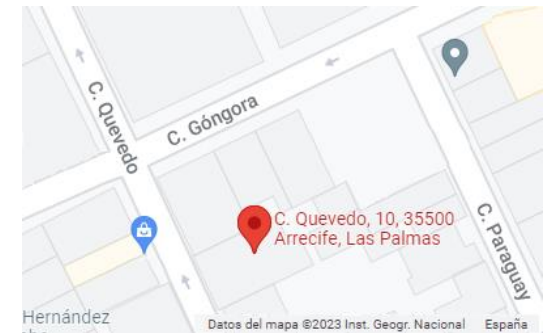 C. Quevedo
C. Góngora
C. Quevedo, 10, 35500
Arrecife, Las Palmas
C. Paraguay
Hernández
Datos del mapa ©2023 Inst. Geogr. Nacional España